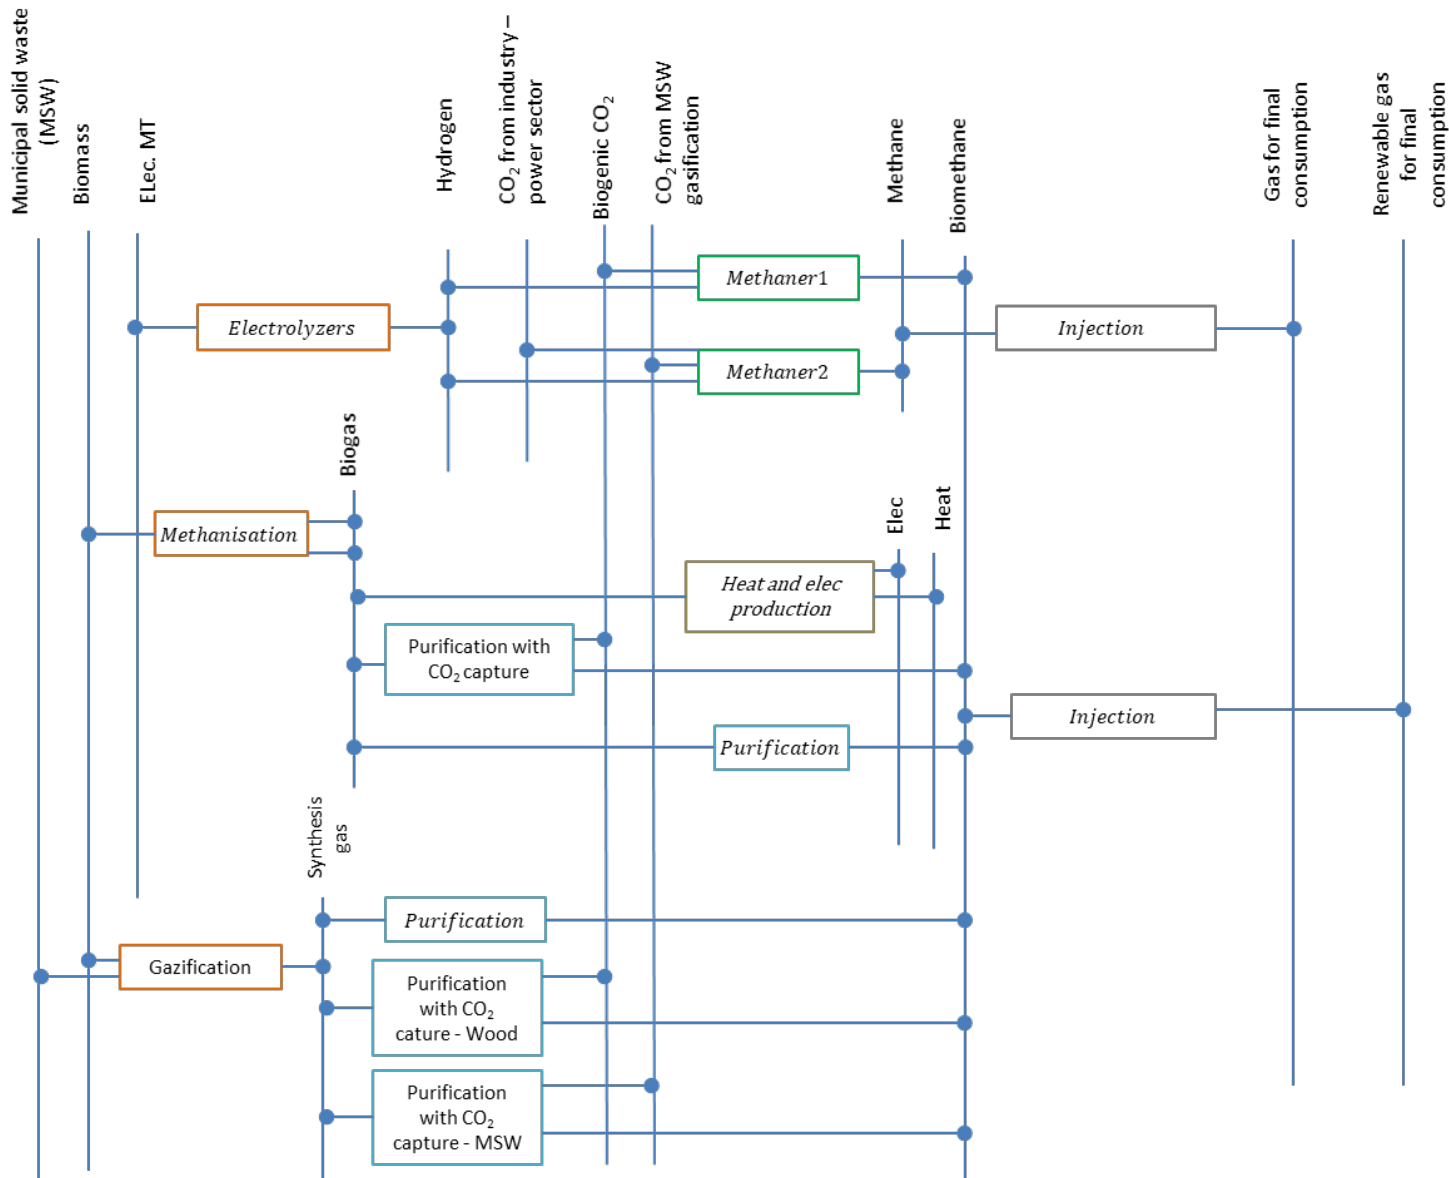 Municipal solid waste
(MSW)
Biomass
ELec. MT
Hydrogen
CO₂ from industry –
power sector
Biogenic CO₂
CO₂ from MSW
gasification
Methane
Biomethane
Gas for final
consumption
Renewable gas
for final
consumption
Methaner1
Electrolyzers
Injection
Methaner2
Biogas
Methanisation
Elec
Heat
Heat and elec
production
Purification with
CO₂ capture
Injection
Purification
Synthesis
gas
Purification
Gazification
Purification
with CO₂
cature - Wood
Purification
with CO₂
capture - MSW